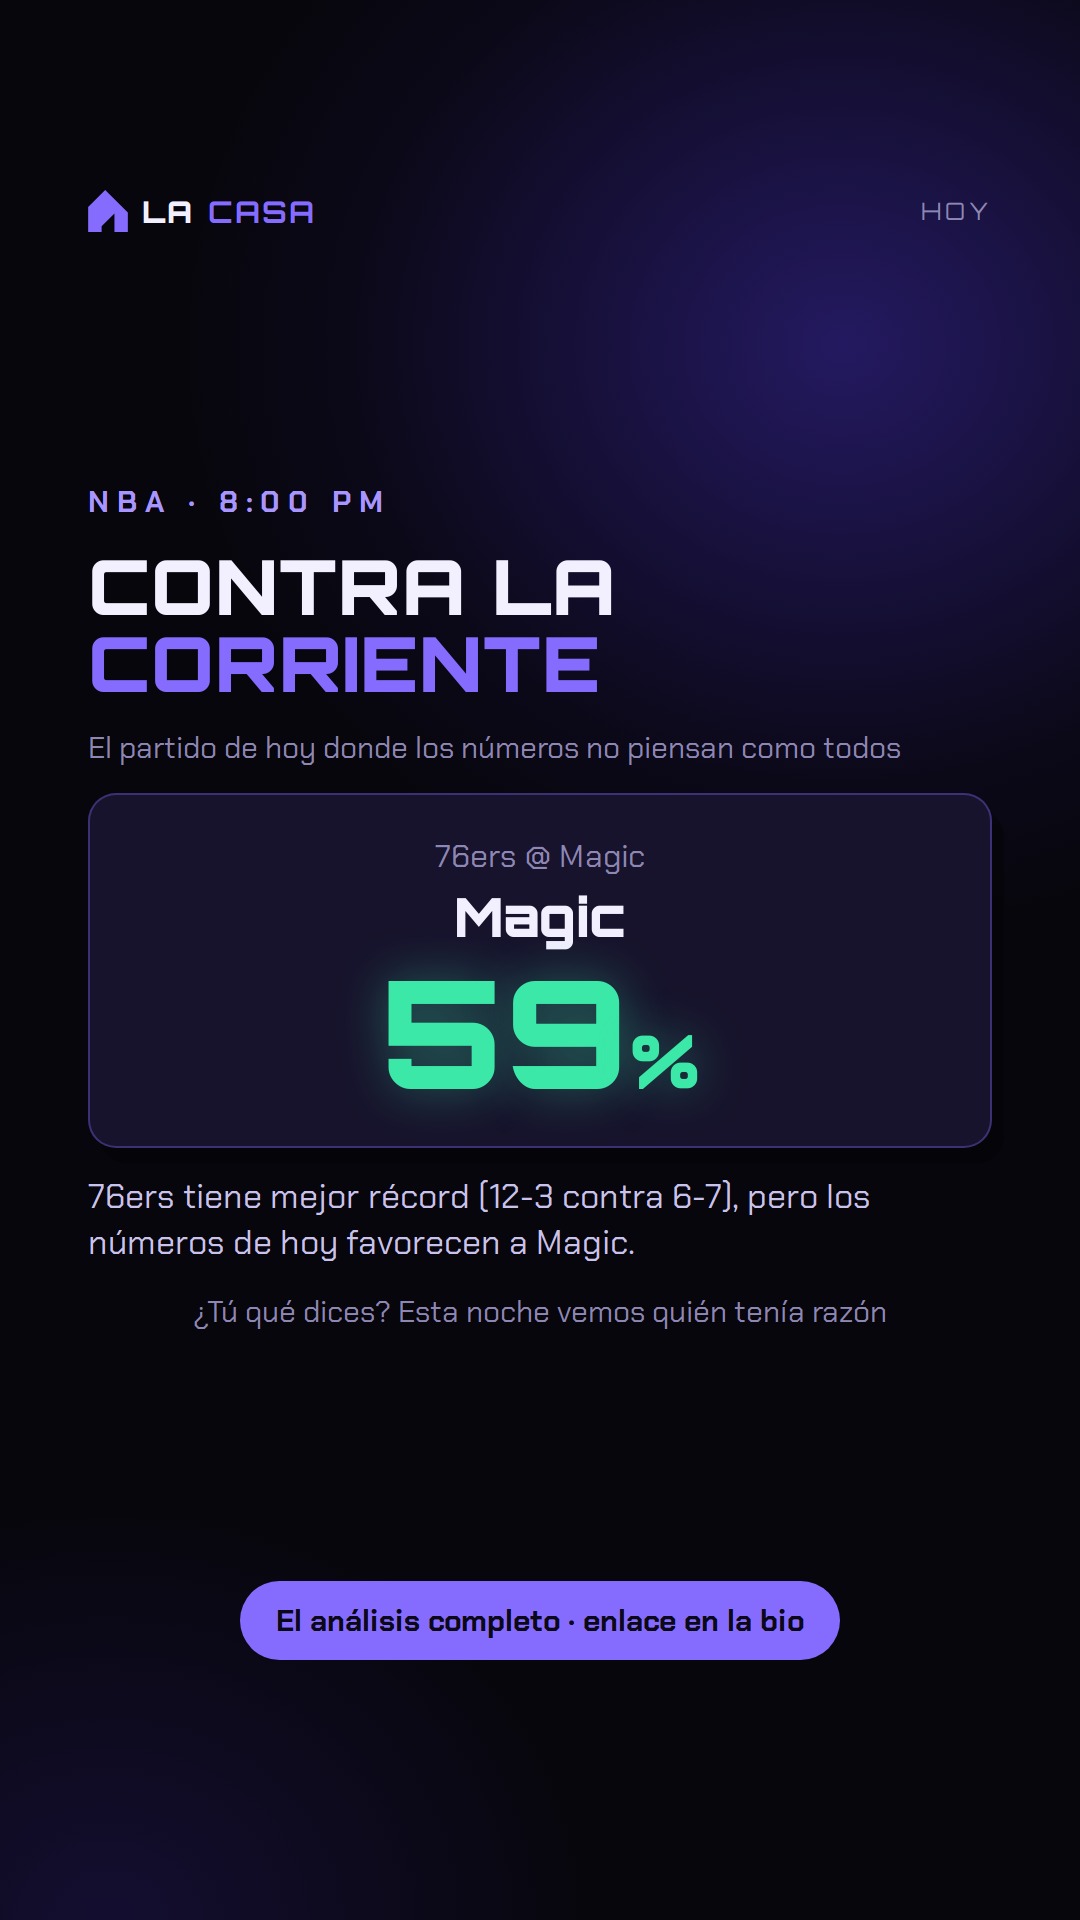 LA CASA
HOY
NBA · 8:00 PM
CONTRA LA
CORRIENTE
El partido de hoy donde los números no piensan como todos
76ers @ Magic
Magic
59%
76ers tiene mejor récord (12-3 contra 6-7), pero los
números de hoy favorecen a Magic.
¿Tú qué dices? Esta noche vemos quién tenía razón
El análisis completo · enlace en la bio